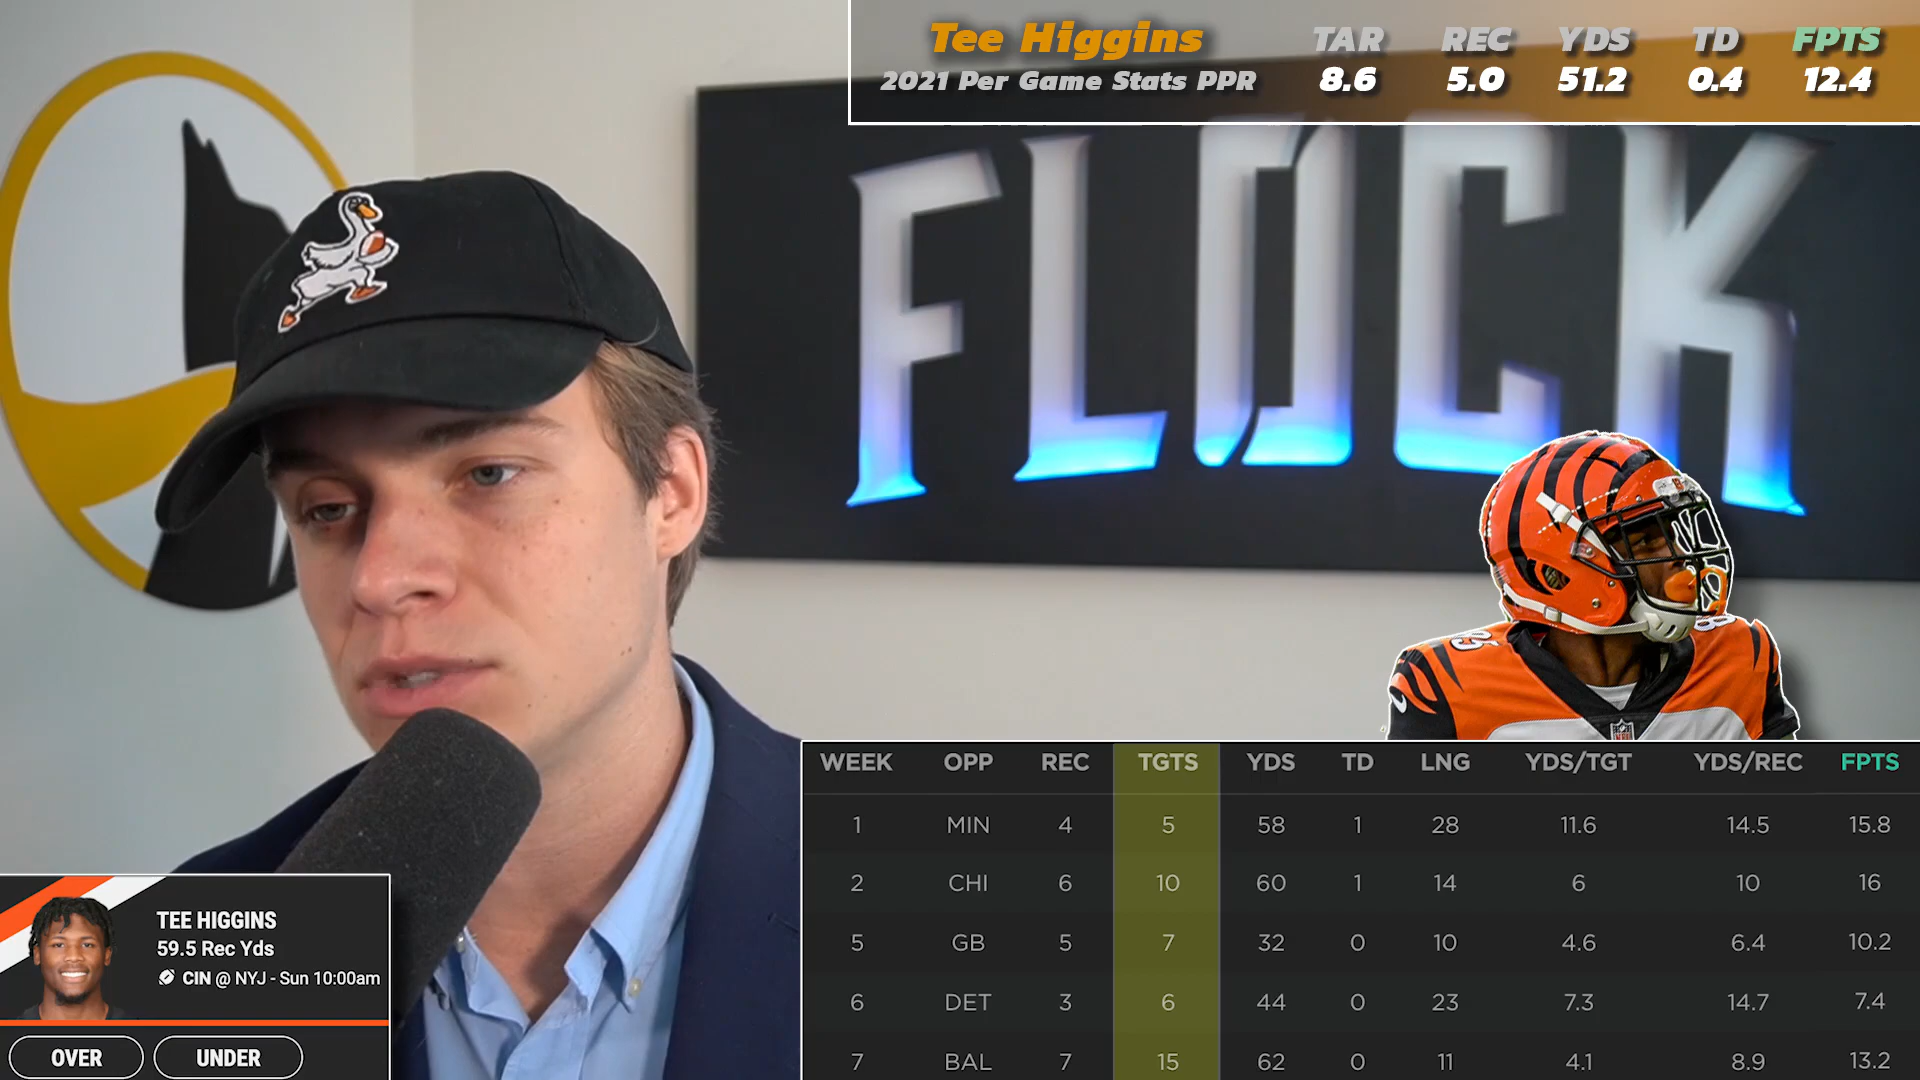 Tee Higgins TAR REC YDS TD FPTS
2021 Per Game Stats PPR 8.6 5.0 51.2 0.4 12.4
FLOCK
85
WEEK OPP REC TGTS YDS TD LNG YDS/TGT YDS/REC FPTS
1 MIN 4 5 58 1 28 11.6 14.5 15.8
2 CHI 6 10 60 1 14 6 10 16
5 GB 5 7 32 0 10 4.6 6.4 10.2
6 DET 3 6 44 0 23 7.3 14.7 7.4
7 BAL 7 15 62 0 11 4.1 8.9 13.2
TEE HIGGINS
59.5 Rec Yds
CIN @ NYJ - Sun 10:00am
OVER UNDER